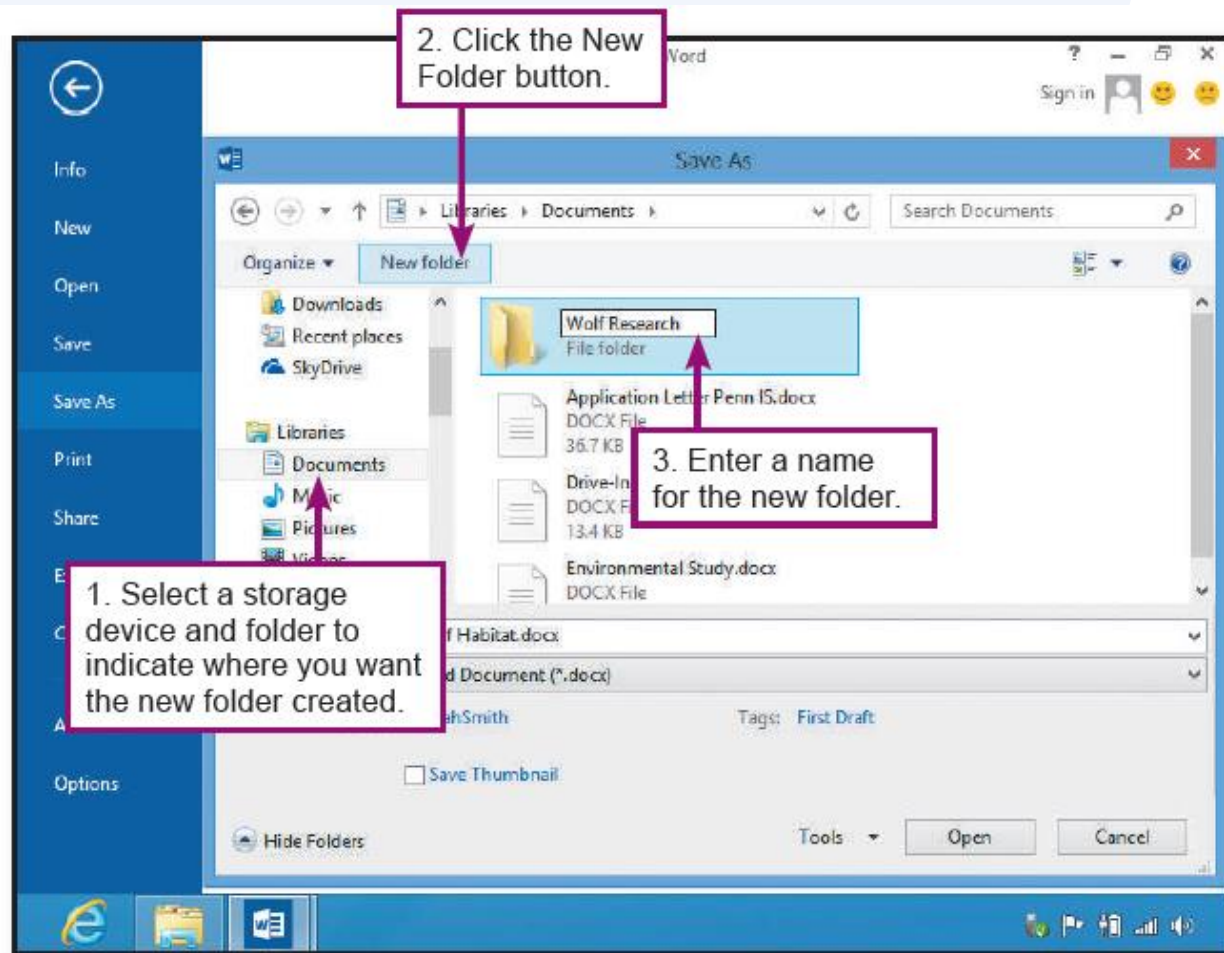 2. Click the New
Folder button.
Word
?
Sign in
Info
New
Open
Save
Save As
Print
Share
Options
Save As
Libraries
Documents
Search Documents
Organize
New folder
Downloads
Recent places
SkyDrive
Libraries
Documents
Pictures
Wolf Research
File folder
Application Letter Penn IS.docx
DOCX File
36.7 KB
Drive-In
DOCX F
13.4 KB
Environmental Study.docx
DOCX File
3. Enter a name
for the new folder.
1. Select a storage
device and folder to
indicate where you want
the new folder created.
f Habitat.docx
d Document (*.docx)
ahSmith
Tags: First Draft
Save Thumbnail
Hide Folders
Tools
Open
Cancel